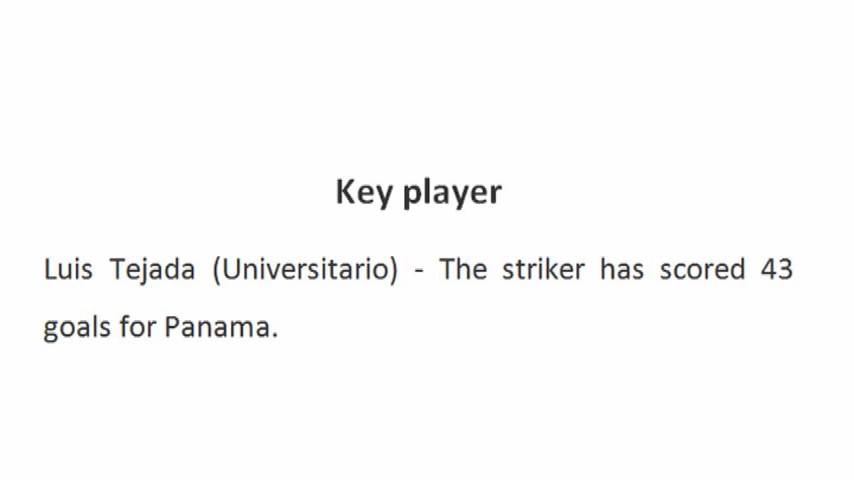 Key player
Luis Tejada (Universitario) - The striker has scored 43
goals for Panama.